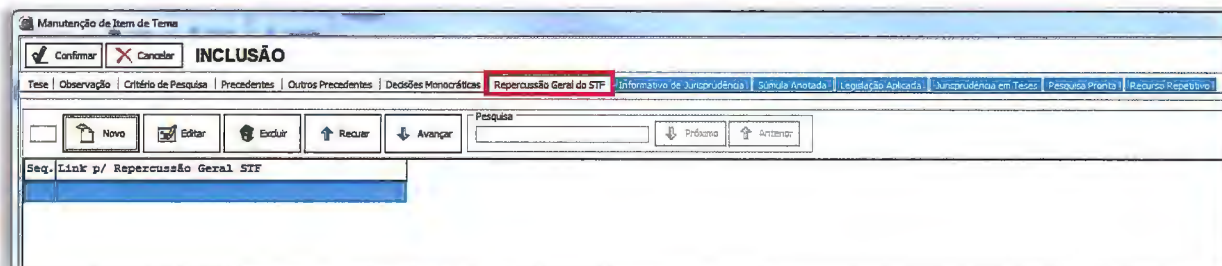 Manutenção de Item de Tema
Confirmar Cancelar INCLUSÃO
Tese Observação Critério de Pesquisa Precedentes Outros Precedentes Decisões Monocráticas Repercussão Geral do STF Informativo de Jurisprudência Súmula Anotada Legislação Aplicada Jurisprudência em Teses Pesquisa Pronta Recurso Repetitivo
Pesquisa
Novo Editar Excluir Recuar Avançar Próximo Anterior
Seq. Link p/ Repercussão Geral STF